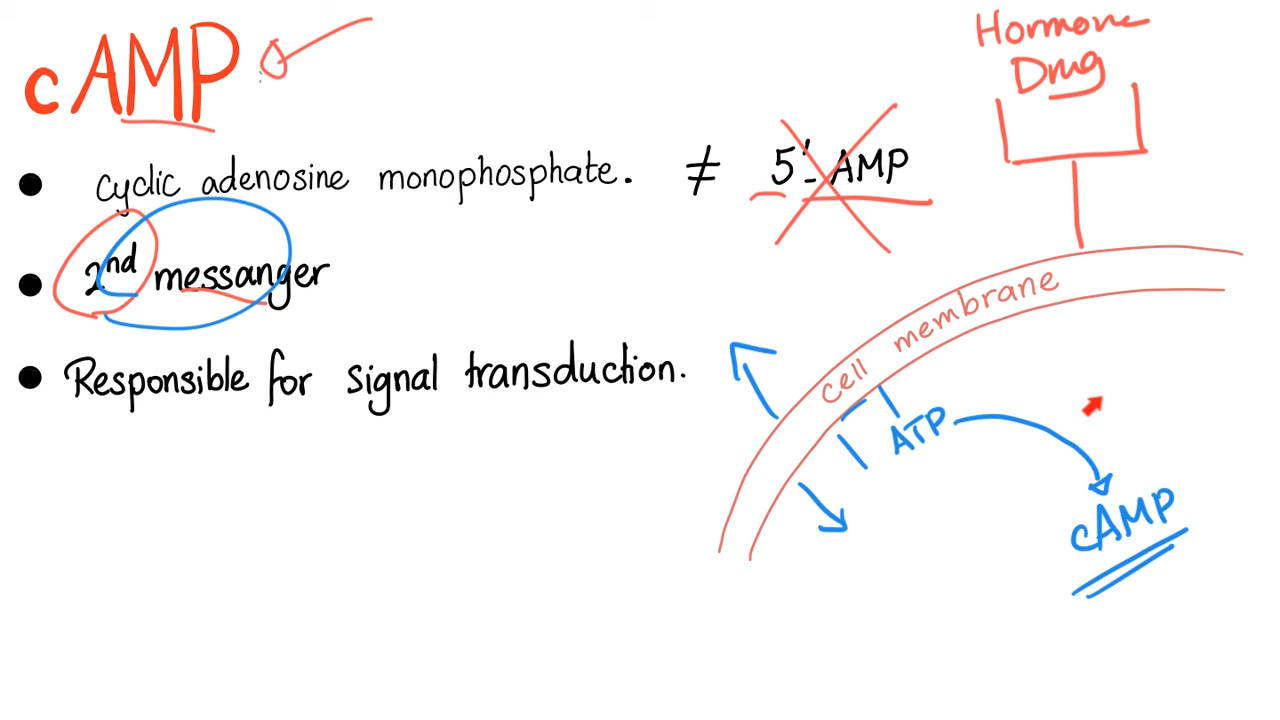 cAMP
Hormone
Drug
• cyclic adenosine monophosphate. ≠ 5'-AMP
• 2nd messanger
• Responsible for signal transduction.
cell membrane
ATP
cAMP